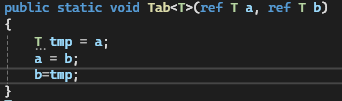 public static void Tab<T>(ref T a, ref T b)
{
T tmp = a;
a = b;
b=tmp;
}